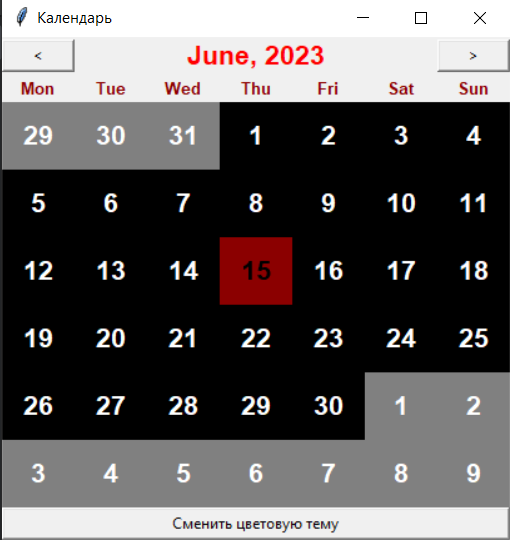 Календарь
< June, 2023 >
Mon Tue Wed Thu Fri Sat Sun
29 30 31 1 2 3 4
5 6 7 8 9 10 11
12 13 14 15 16 17 18
19 20 21 22 23 24 25
26 27 28 29 30 1 2
3 4 5 6 7 8 9
Сменить цветовую тему